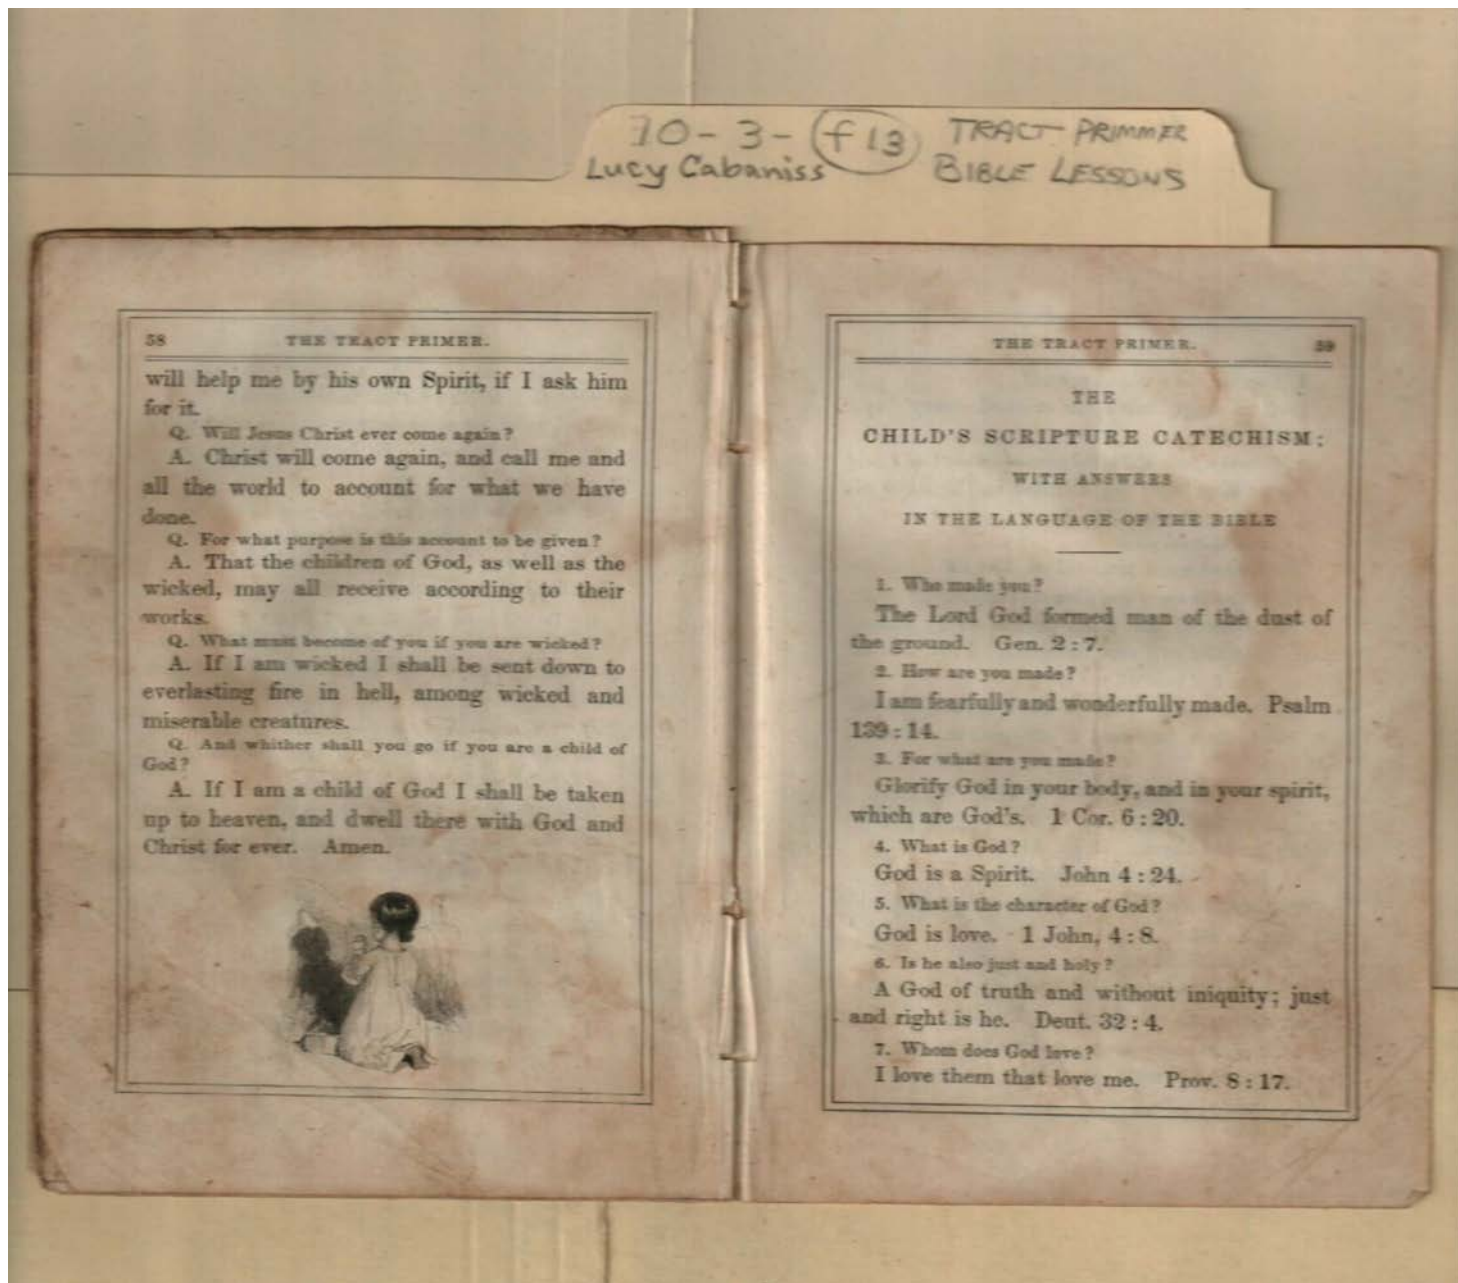 10-3-f13 TRACT PRIMMER
Lucy Cabaniss BIBLE LESSONS
58 THE TRACT PRIMER.
will help me by his own Spirit, if I ask him
for it.
Q. Will Jesus Christ ever come again?
A. Christ will come again, and call me and
all the world to account for what we have
done.
Q. For what purpose is this account to be given?
A. That the children of God, as well as the
wicked, may all receive according to their
works.
Q. What must become of you if you are wicked?
A. If I am wicked I shall be sent down to
everlasting fire in hell, among wicked and
miserable creatures.
Q. And whither shall you go if you are a child of
God?
A. If I am a child of God I shall be taken
up to heaven, and dwell there with God and
Christ for ever. Amen.
THE TRACT PRIMER. 59
THE
CHILD'S SCRIPTURE CATECHISM:
WITH ANSWERS
IN THE LANGUAGE OF THE BIBLE
1. Who made you?
The Lord God formed man of the dust of
the ground. Gen. 2:7.
2. How are you made?
I am fearfully and wonderfully made. Psalm
139:14.
3. For what are you made?
Glorify God in your body, and in your spirit,
which are God's. 1 Cor. 6:20.
4. What is God?
God is a Spirit. John 4:24.
5. What is the character of God?
God is love. 1 John, 4:8.
6. Is he also just and holy?
A God of truth and without iniquity; just
and right is he. Deut. 32:4.
7. Whom does God love?
I love them that love me. Prov. 8:17.